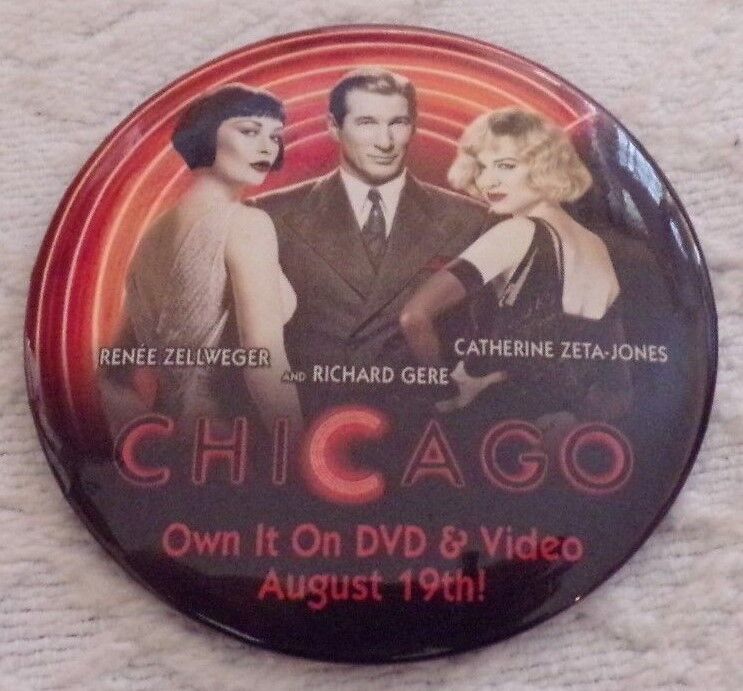 RENÉE ZELLWEGER
AND RICHARD GERE
CATHERINE ZETA-JONES
CHICAGO
Own It On DVD & Video
August 19th!